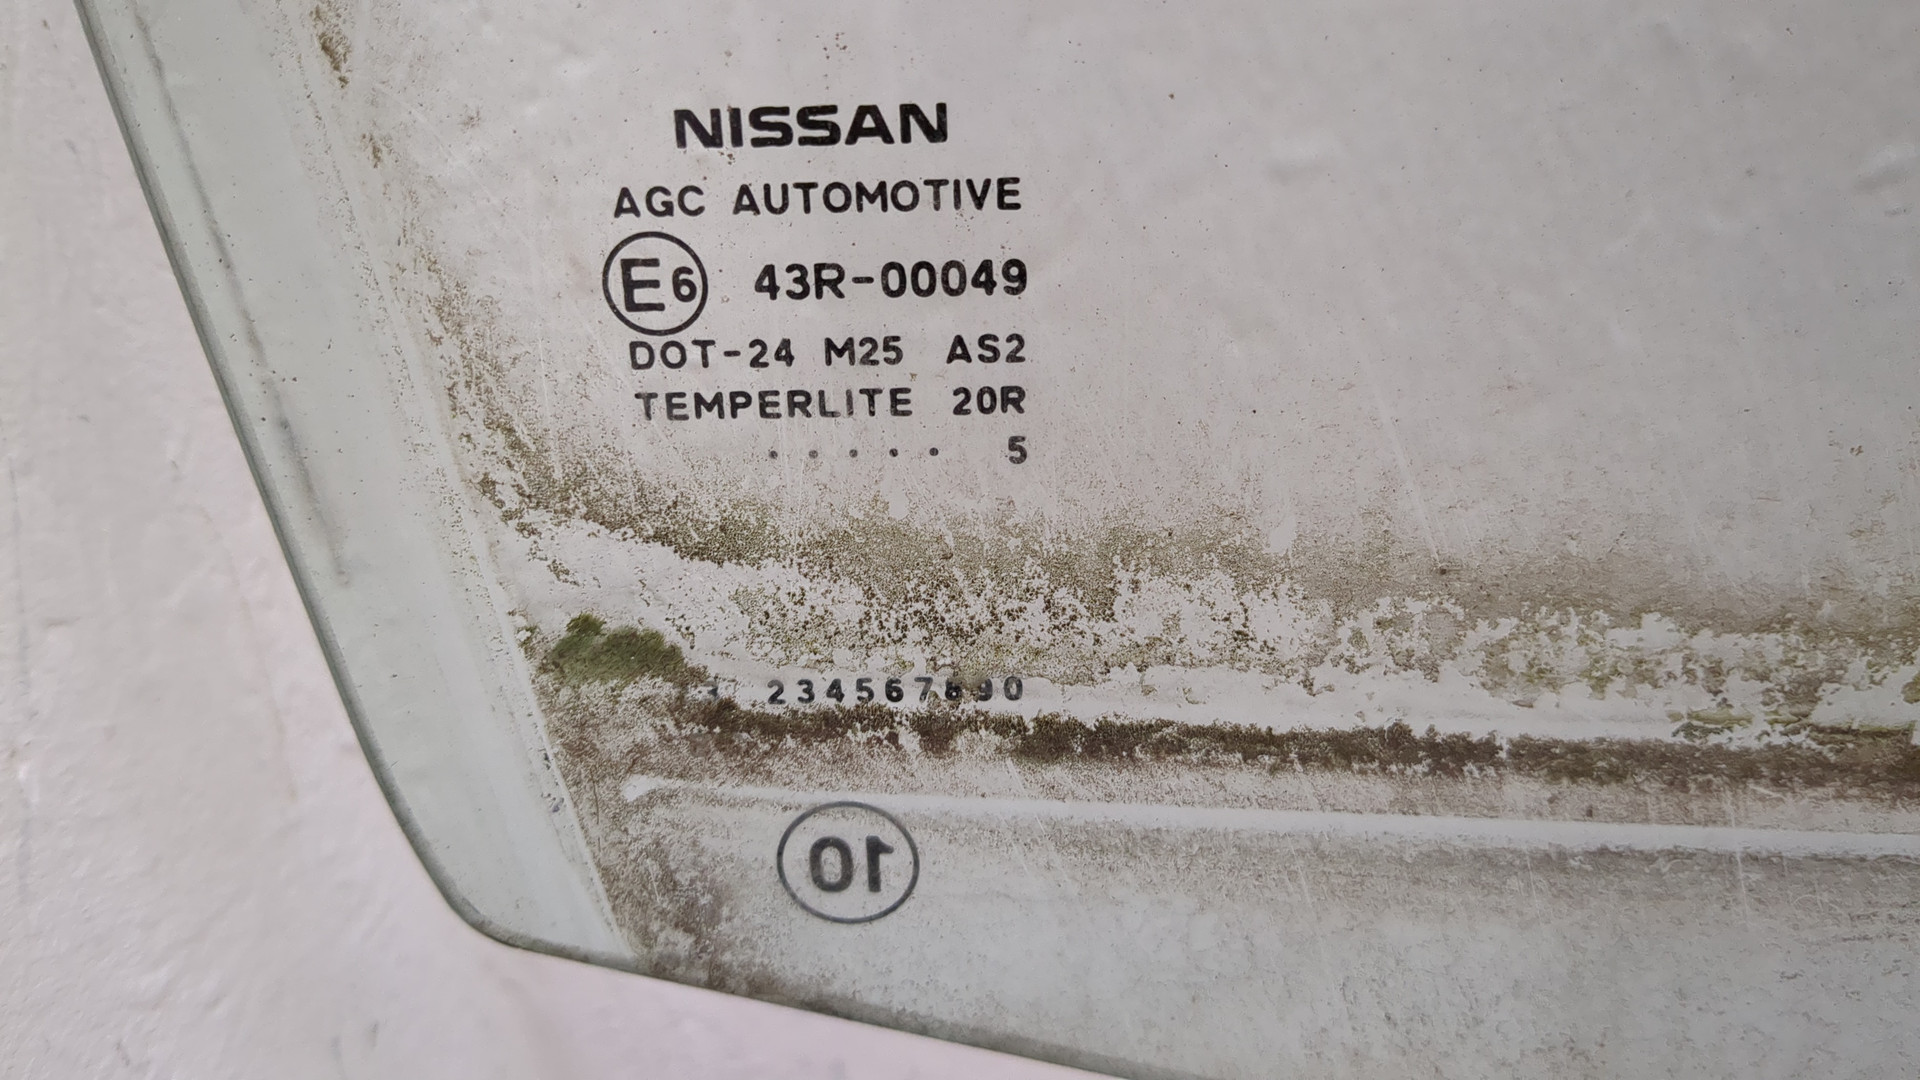 NISSAN
AGC AUTOMOTIVE
E6 43R-00049
DOT-24 M25 AS2
TEMPERLITE 20R
. . . . . 5
234567890
10